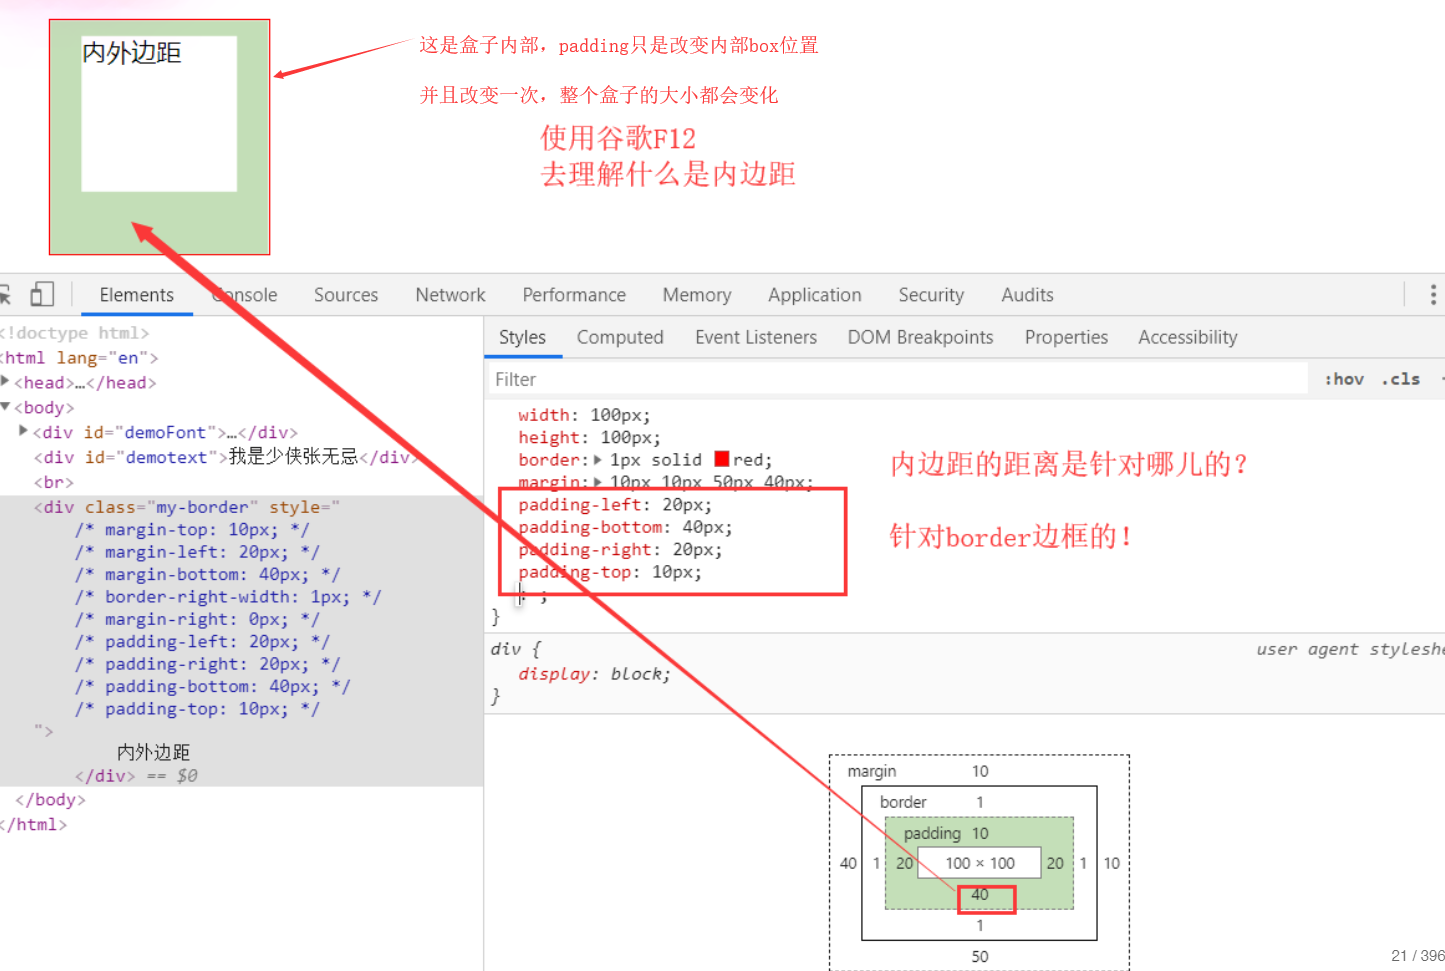 内外边距
这是盒子内部，padding只是改变内部box位置
并且改变一次，整个盒子的大小都会变化
使用谷歌F12
去理解什么是内边距
Elements Console Sources Network Performance Memory Application Security Audits
<!doctype html>
<html lang="en">
<head>…</head>
<body>
<div id="demoFont">…</div>
<div id="demotext">我是少侠张无忌</div>
<br>
<div class="my-border" style="
/* margin-top: 10px; */
/* margin-left: 20px; */
/* margin-bottom: 40px; */
/* border-right-width: 1px; */
/* margin-right: 0px; */
/* padding-left: 20px; */
/* padding-right: 20px; */
/* padding-bottom: 40px; */
/* padding-top: 10px; */
">
内外边距
</div> == $0
</body>
</html>
Styles Computed Event Listeners DOM Breakpoints Properties Accessibility
Filter :hov .cls
width: 100px;
height: 100px;
border: 1px solid red;
margin: 10px 10px 50px 40px;
padding-left: 20px;
padding-bottom: 40px;
padding-right: 20px;
padding-top: 10px;
: ;
}
内边距的距离是针对哪儿的？
针对border边框的！
div { user agent styleshe
display: block;
}
margin 10
border 1
padding 10
40 1 20 100 × 100 20 1 10
40
1
50
21 / 396